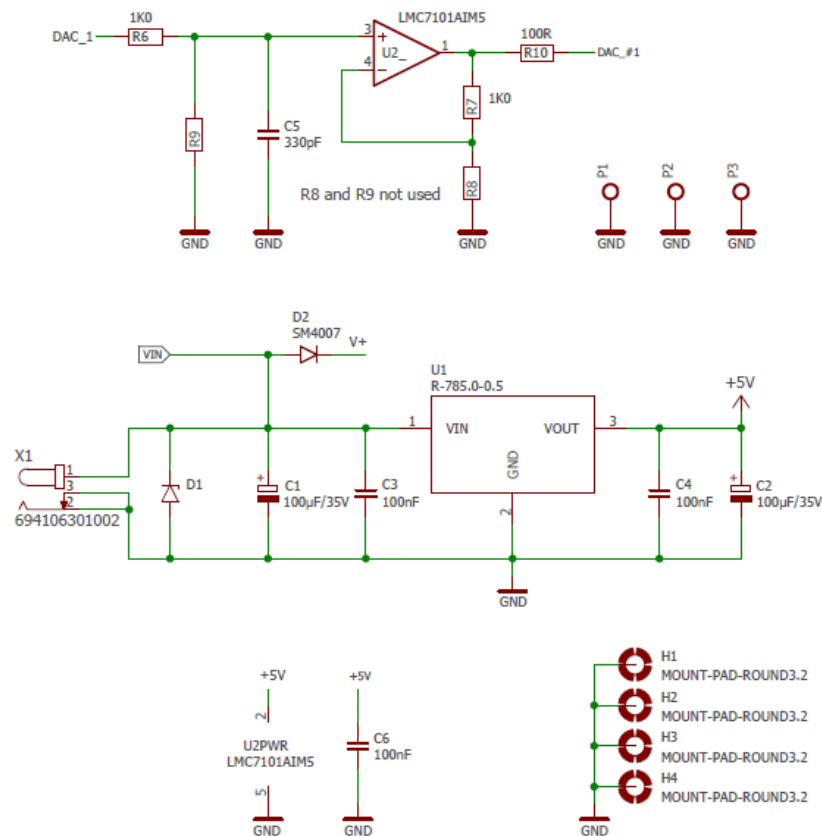 LMC7101AIM5
1K0
DAC_1
R6
3
+
U2_
1
4
-
100R
R10
DAC_#1
R7
1K0
R9
C5
330pF
R8
R8 and R9 not used
P1
P2
P3
GND
GND
GND
GND
GND
GND
D2
SM4007
VIN
V+
U1
R-785.0-0.5
+5V
1
VIN
VOUT
3
GND
2
X1
1
3
2
694106301002
D1
+
C1
100µF/35V
C3
100nF
C4
100nF
+
C2
100µF/35V
GND
+5V
+5V
2
U2PWR
LMC7101AIM5
5
GND
C6
100nF
GND
H1
MOUNT-PAD-ROUND3.2
H2
MOUNT-PAD-ROUND3.2
H3
MOUNT-PAD-ROUND3.2
H4
MOUNT-PAD-ROUND3.2
GND